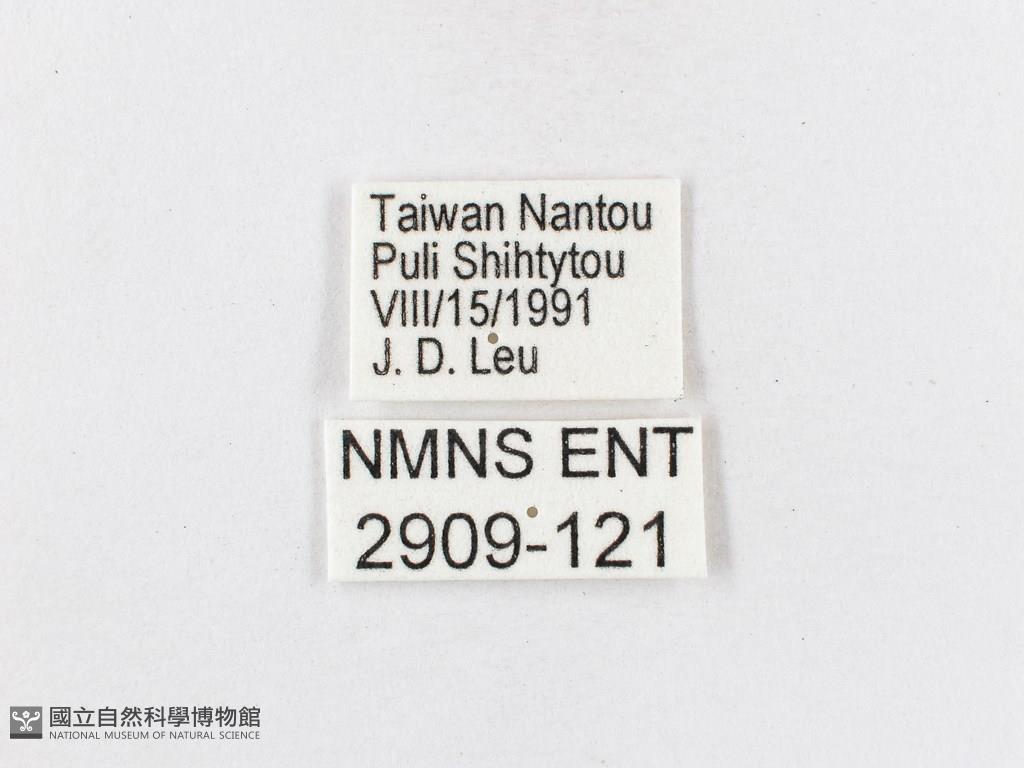 Taiwan Nantou
Puli Shihtytou
VIII/15/1991
J. D. Leu
NMNS ENT
2909-121
國立自然科學博物館
NATIONAL MUSEUM OF NATURAL SCIENCE